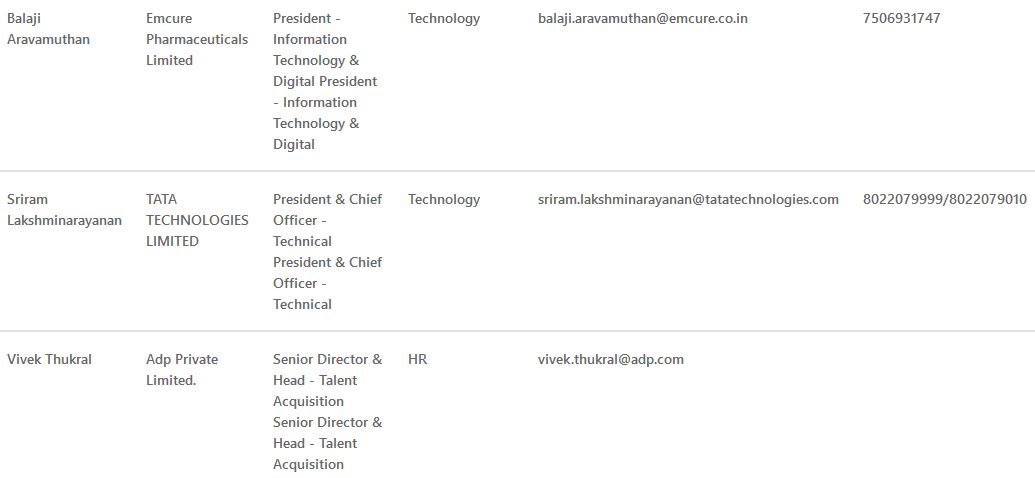 Balaji
Aravamuthan
Emcure
Pharmaceuticals
Limited
President -
Information
Technology &
Digital President
- Information
Technology &
Digital
Technology
balaji.aravamuthan@emcure.co.in
7506931747
Sriram
Lakshminarayanan
TATA
TECHNOLOGIES
LIMITED
President & Chief
Officer -
Technical
President & Chief
Officer -
Technical
Technology
sriram.lakshminarayanan@tatatechnologies.com
8022079999/8022079010
Vivek Thukral
Adp Private
Limited.
Senior Director &
Head - Talent
Acquisition
Senior Director &
Head - Talent
Acquisition
HR
vivek.thukral@adp.com